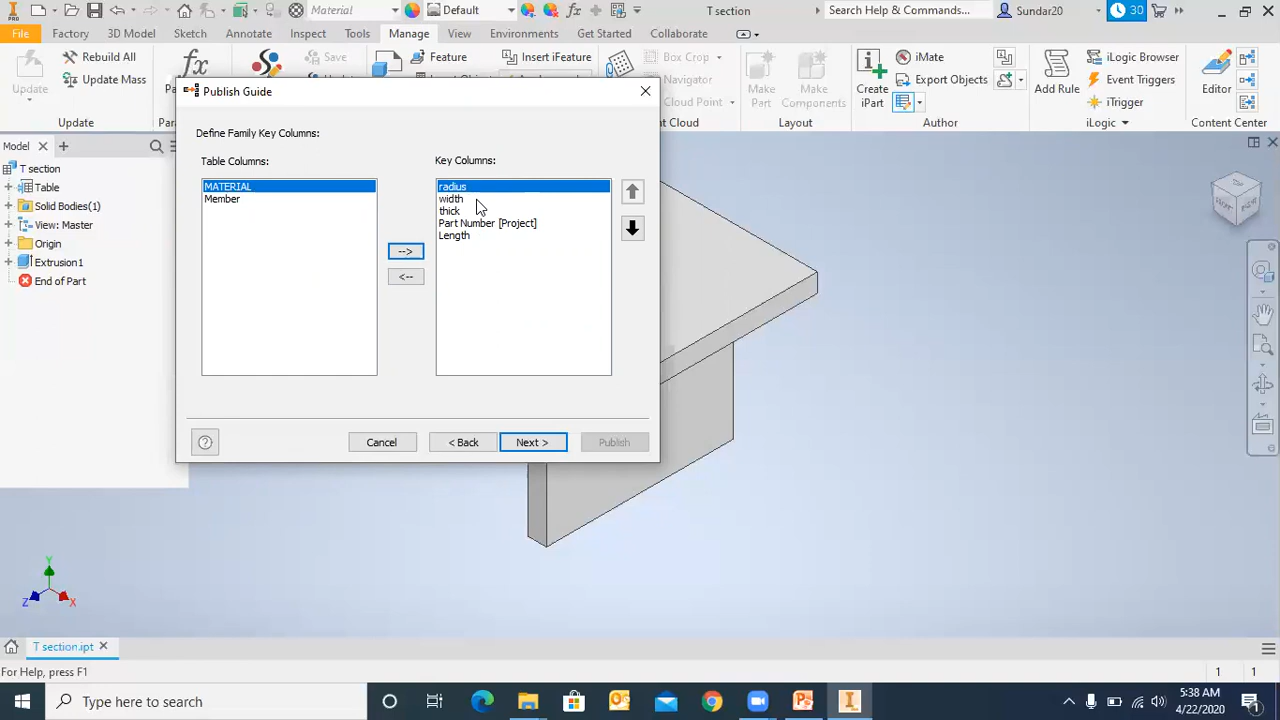 Material
Default
T section
Search Help & Commands...
Sundar20
30
File
Factory
3D Model
Sketch
Annotate
Inspect
Tools
Manage
View
Environments
Get Started
Collaborate
Update
Rebuild All
Update Mass
Update
Save
Feature
Insert iFeature
Box Crop
Navigator
Cloud Point
Make
Part
Make
Components
Layout
Create
iPart
iMate
Export Objects
Author
Add Rule
iLogic Browser
Event Triggers
iTrigger
iLogic
Editor
Content Center
Model
T section
Table
Solid Bodies(1)
View: Master
Origin
Extrusion1
End of Part
Publish Guide
Define Family Key Columns:
Table Columns:
MATERIAL
Member
-->
<--
Key Columns:
radius
width
thick
Part Number [Project]
Length
Cancel
< Back
Next >
Publish
FRONT
RIGHT
Y
Z
X
T section.ipt
For Help, press F1
1
1
Type here to search
5:38 AM
4/22/2020